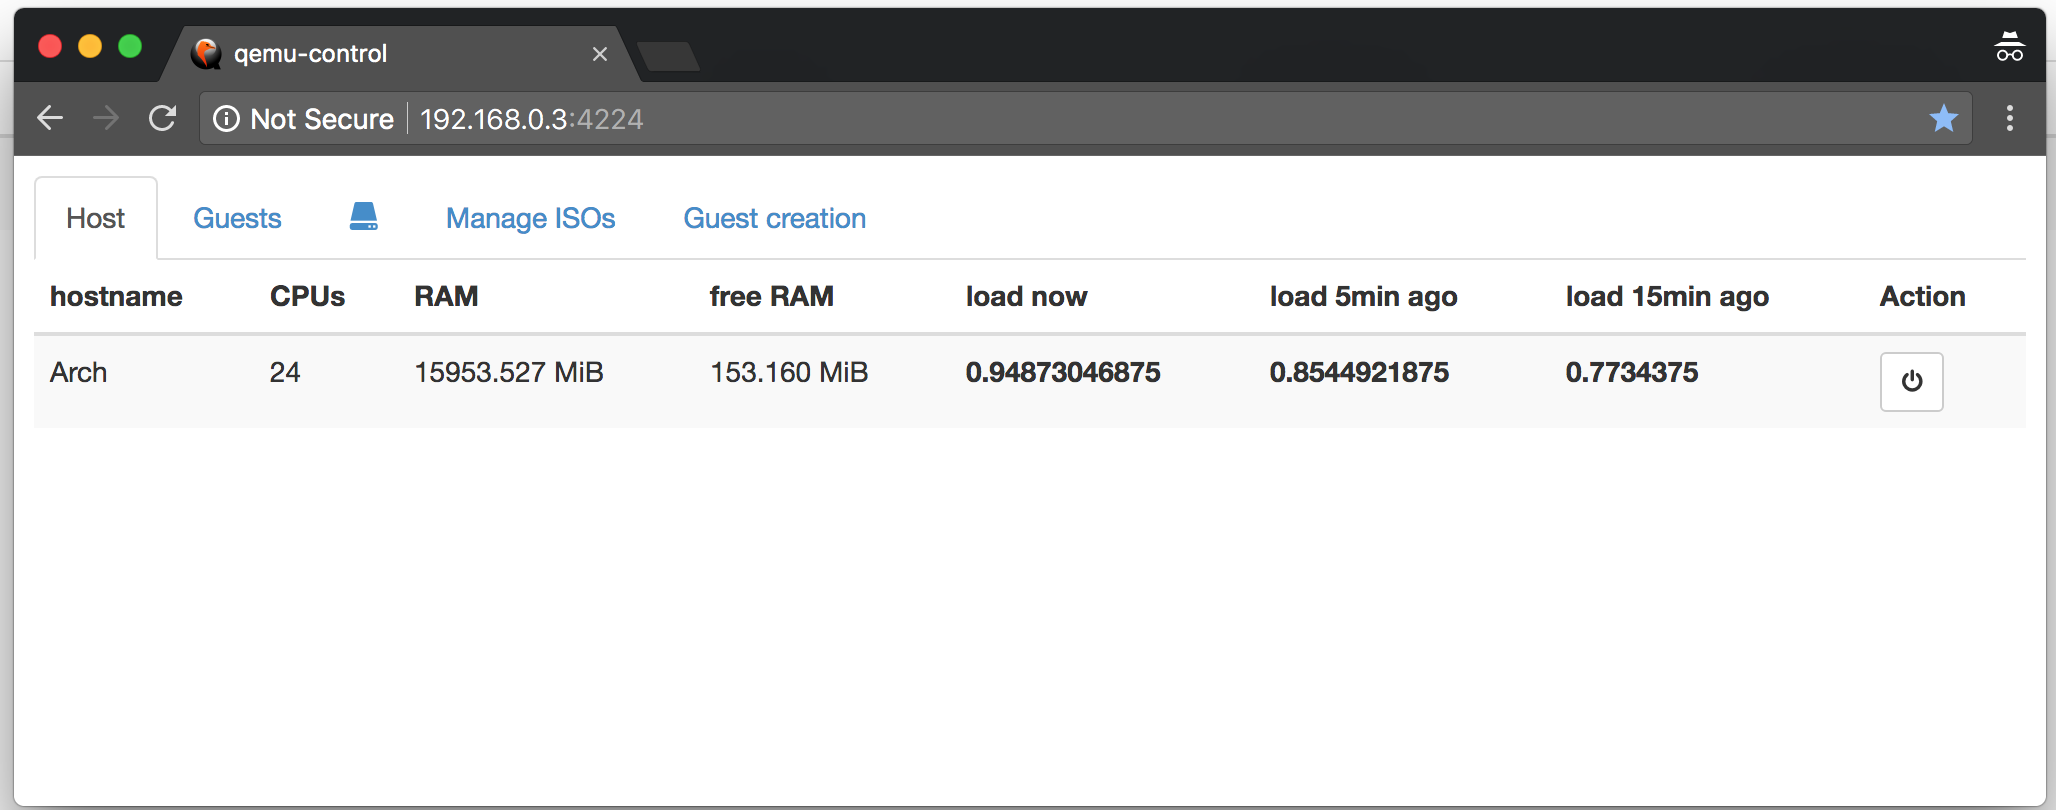 qemu-control
Not Secure 192.168.0.3:4224
Host Guests Manage ISOs Guest creation
hostname CPUs RAM free RAM load now load 5min ago load 15min ago Action
Arch 24 15953.527 MiB 153.160 MiB 0.94873046875 0.8544921875 0.7734375